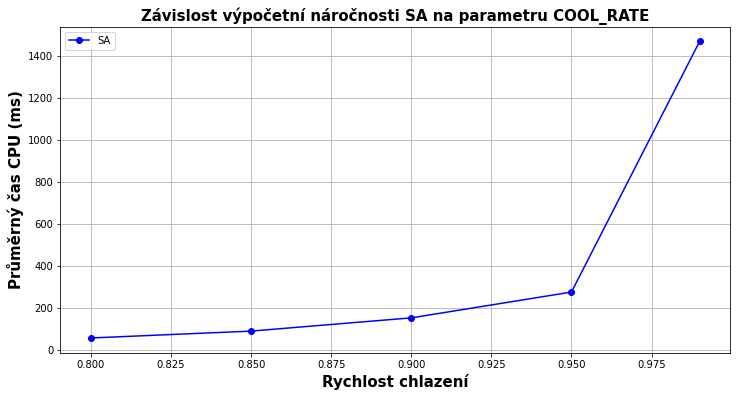 Závislost výpočetní náročnosti SA na parametru COOL_RATE
SA
1400
1200
1000
800
600
400
200
0
Průměrný čas CPU (ms)
0.800 0.825 0.850 0.875 0.900 0.925 0.950 0.975
Rychlost chlazení